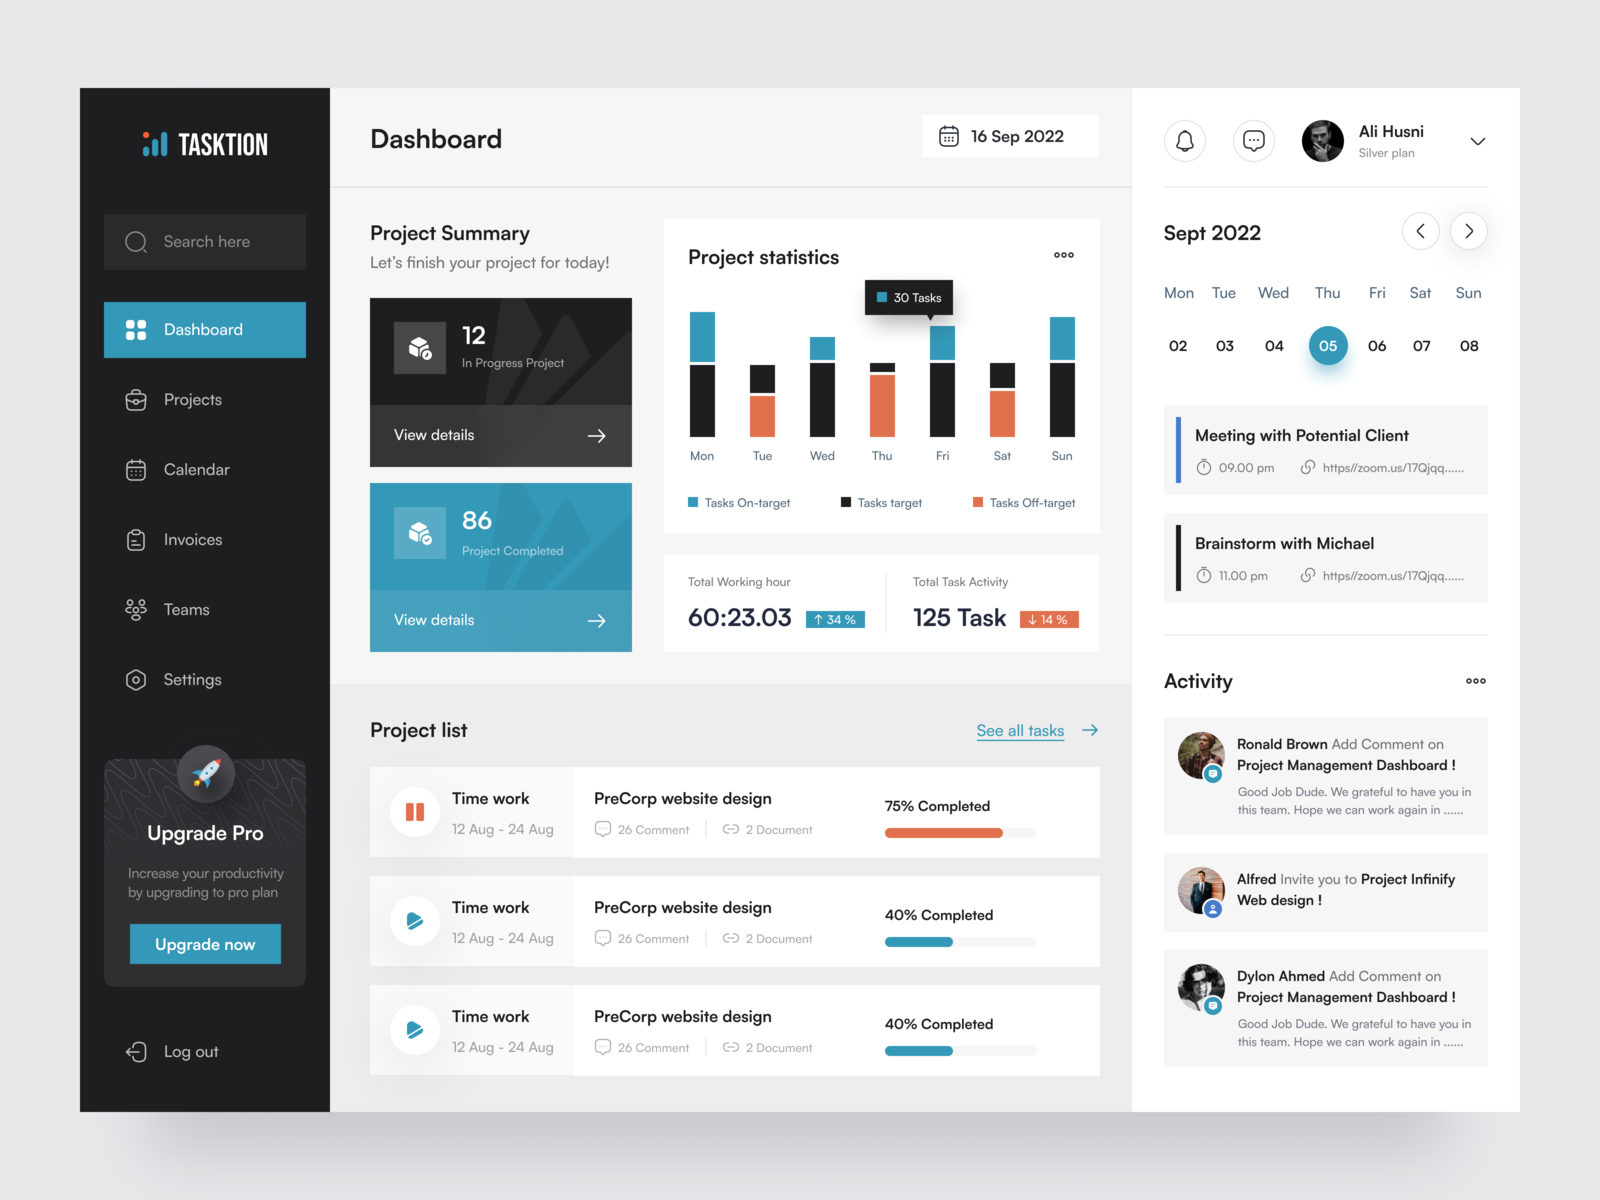 TASKTION
Search here
Dashboard
Projects
Calendar
Invoices
Teams
Settings
Upgrade Pro
Increase your productivity
by upgrading to pro plan
Upgrade now
Log out
Dashboard
16 Sep 2022
Project Summary
Let's finish your project for today!
12
In Progress Project
View details
86
Project Completed
View details
Project statistics
30 Tasks
Mon Tue Wed Thu Fri Sat Sun
Tasks On-target Tasks target Tasks Off-target
Total Working hour
60:23.03 ↑ 34 %
Total Task Activity
125 Task ↓ 14 %
Project list
See all tasks →
Time work
12 Aug - 24 Aug
PreCorp website design
26 Comment 2 Document
75% Completed
Time work
12 Aug - 24 Aug
PreCorp website design
26 Comment 2 Document
40% Completed
Time work
12 Aug - 24 Aug
PreCorp website design
26 Comment 2 Document
40% Completed
Ali Husni
Silver plan
Sept 2022
Mon Tue Wed Thu Fri Sat Sun
02 03 04 05 06 07 08
Meeting with Potential Client
09.00 pm https//zoom.us/17Qjqq......
Brainstorm with Michael
11.00 pm https//zoom.us/17Qjqq......
Activity
Ronald Brown Add Comment on
Project Management Dashboard !
Good Job Dude. We grateful to have you in
this team. Hope we can work again in ......
Alfred Invite you to Project Infinify
Web design !
Dylon Ahmed Add Comment on
Project Management Dashboard !
Good Job Dude. We grateful to have you in
this team. Hope we can work again in ......